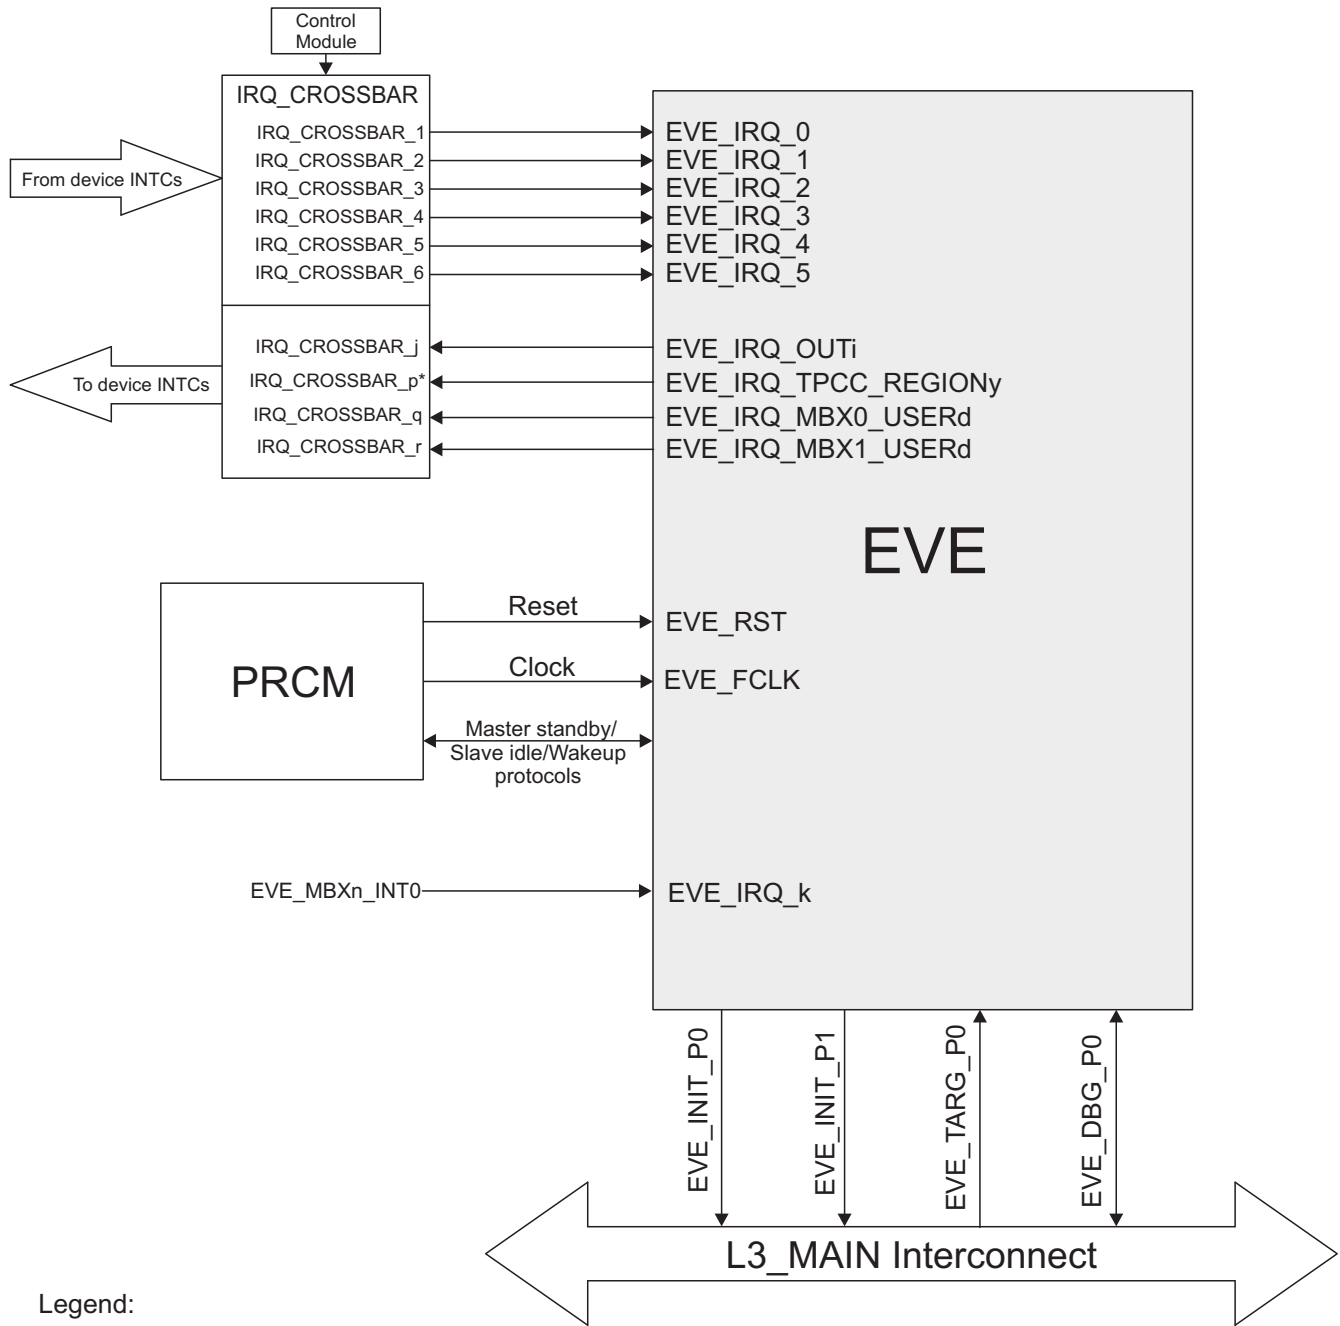 Control
Module
IRQ_CROSSBAR
IRQ_CROSSBAR_1
IRQ_CROSSBAR_2
IRQ_CROSSBAR_3
IRQ_CROSSBAR_4
IRQ_CROSSBAR_5
IRQ_CROSSBAR_6
From device INTCs
EVE_IRQ_0
EVE_IRQ_1
EVE_IRQ_2
EVE_IRQ_3
EVE_IRQ_4
EVE_IRQ_5
IRQ_CROSSBAR_j
IRQ_CROSSBAR_p*
IRQ_CROSSBAR_q
IRQ_CROSSBAR_r
To device INTCs
EVE_IRQ_OUTi
EVE_IRQ_TPCC_REGIONy
EVE_IRQ_MBX0_USERd
EVE_IRQ_MBX1_USERd
EVE
PRCM
Reset
EVE_RST
Clock
EVE_FCLK
Master standby/
Slave idle/Wakeup
protocols
EVE_MBXn_INT0
EVE_IRQ_k
EVE_INIT_P0
EVE_INIT_P1
EVE_TARG_P0
EVE_DBG_P0
L3_MAIN Interconnect
Legend: